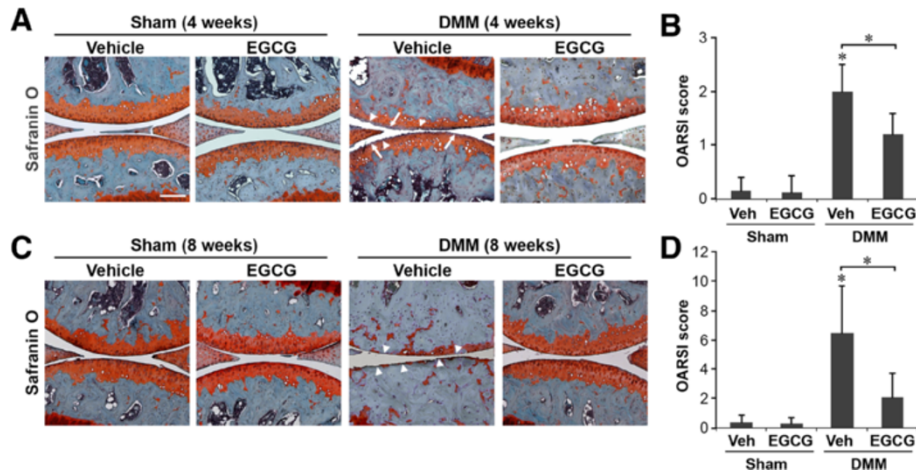 A
Sham (4 weeks)
DMM (4 weeks)
Vehicle
EGCG
Vehicle
EGCG
Safranin O
B
3
2
1
0
OARSI score
*
*
Veh
EGCG
Veh
EGCG
Sham
DMM
C
Sham (8 weeks)
DMM (8 weeks)
Vehicle
EGCG
Vehicle
EGCG
Safranin O
D
12
10
8
6
4
2
0
OARSI score
*
*
Veh
EGCG
Veh
EGCG
Sham
DMM